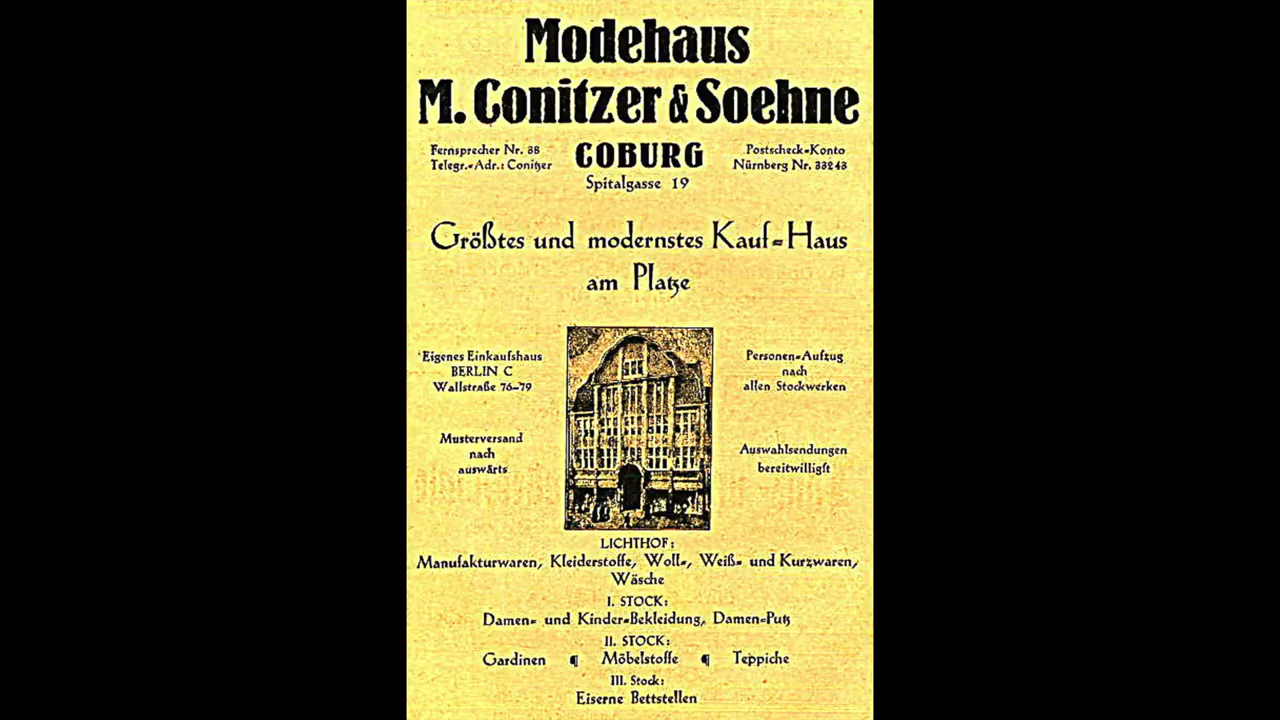 Modehaus
M. Conitzer & Soehne
COBURG
Fernsprecher Nr. 38
Telegr.-Adr.: Conitzer
Postscheck-Konto
Nürnberg Nr. 33243
Spitalgasse 19
Größtes und modernstes Kauf-Haus
am Platze
Eigenes Einkaufshaus
BERLIN C
Wallstraße 76-79
Musterversand
nach
auswärts
Personen-Aufzug
nach
allen Stockwerken
Auswahlsendungen
bereitwilligst
LICHTHOF:
Manufakturwaren, Kleiderstoffe, Woll-, Weiß- und Kurzwaren,
Wäsche
I. STOCK:
Damen- und Kinder-Bekleidung, Damen-Putz
II. STOCK:
Gardinen ¶ Möbelstoffe ¶ Teppiche
III. Stock:
Eiserne Bettstellen